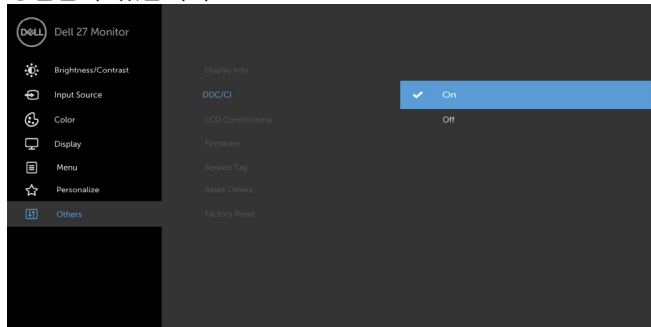 DELL Dell 27 Monitor
Brightness/Contrast Display Info
Input Source DDC/CI ✓ On
Color LCD Conditioning Off
Display Firmware
Menu Service Tag
Personalize Reset Others
Others Factory Reset